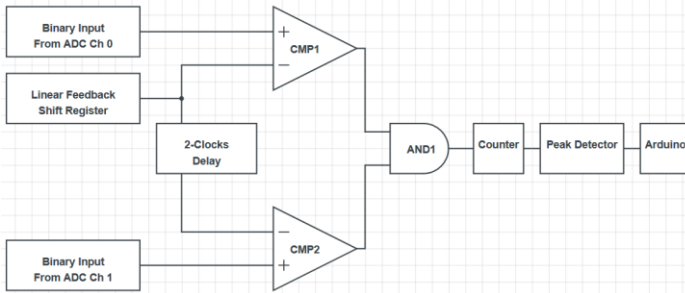 Binary Input
From ADC Ch 0
+
CMP1
−
Linear Feedback
Shift Register
2-Clocks
Delay
AND1
Counter
Peak Detector
Arduino
−
CMP2
+
Binary Input
From ADC Ch 1